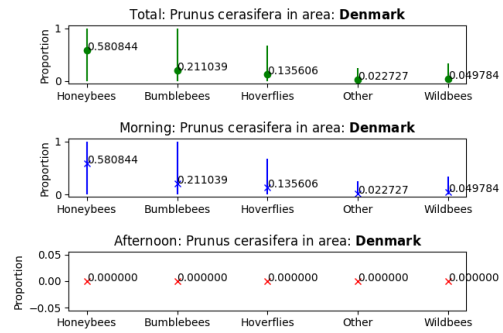 Total: Prunus cerasifera in area: Denmark
Proportion
1
0
0.580844
0.211039
0.135606
0.022727
0.049784
Honeybees Bumblebees Hoverflies Other Wildbees
Morning: Prunus cerasifera in area: Denmark
Proportion
1
0
0.580844
0.211039
0.135606
0.022727
0.049784
Honeybees Bumblebees Hoverflies Other Wildbees
Afternoon: Prunus cerasifera in area: Denmark
Proportion
0.05
0.00
−0.05
0.000000 0.000000 0.000000 0.000000 0.000000
Honeybees Bumblebees Hoverflies Other Wildbees